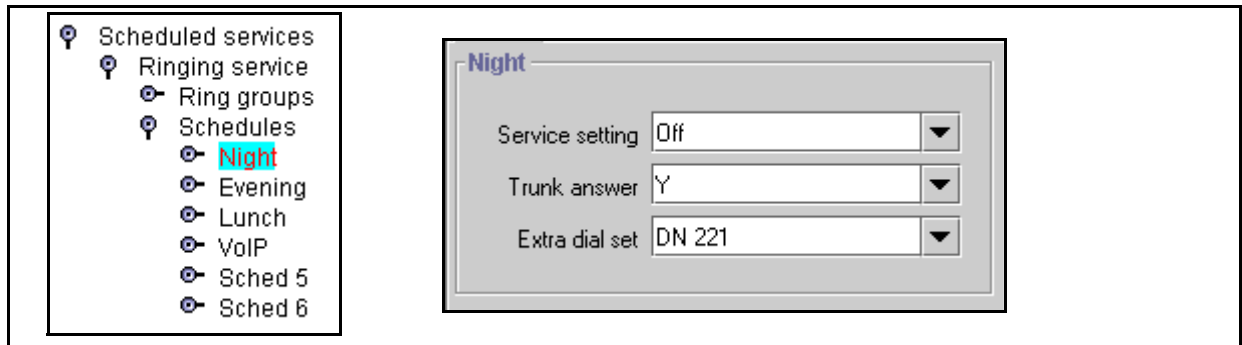 Scheduled services
Ringing service
Ring groups
Schedules
Night
Evening
Lunch
VoIP
Sched 5
Sched 6
Night
Service setting Off
Trunk answer Y
Extra dial set DN 221